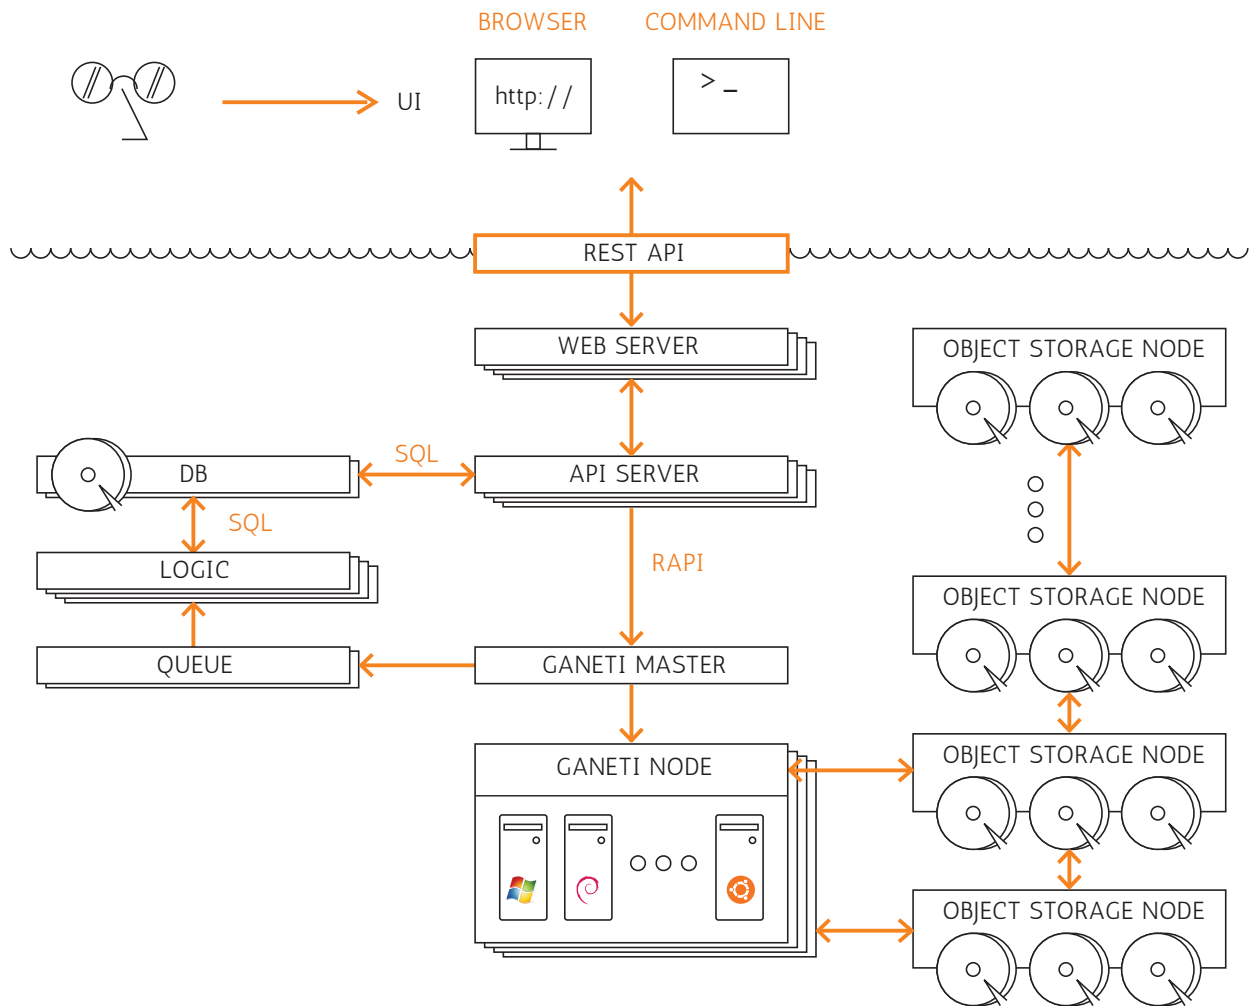 BROWSER
COMMAND LINE
UI
http://
>_
REST API
WEB SERVER
OBJECT STORAGE NODE
DB
SQL
API SERVER
SQL
LOGIC
RAPI
OBJECT STORAGE NODE
QUEUE
GANETI MASTER
GANETI NODE
OBJECT STORAGE NODE
OBJECT STORAGE NODE